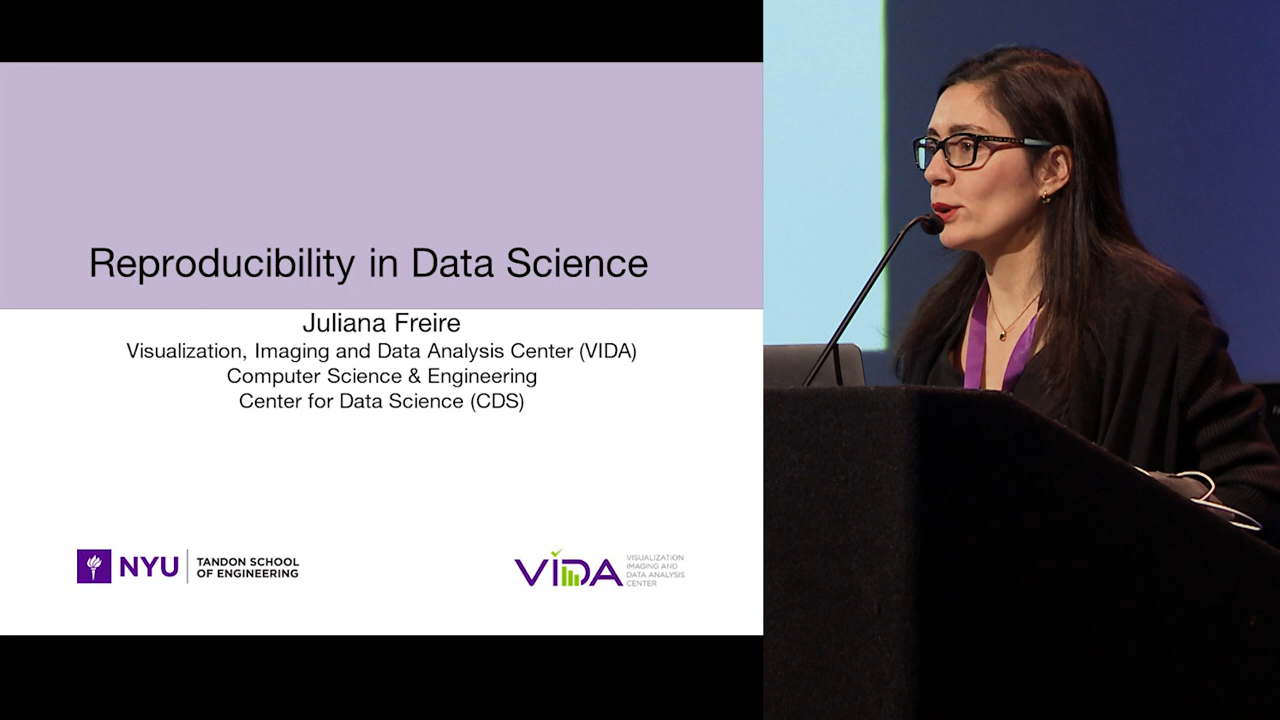 Reproducibility in Data Science
Juliana Freire
Visualization, Imaging and Data Analysis Center (VIDA)
Computer Science & Engineering
Center for Data Science (CDS)
NYU
TANDON SCHOOL
OF ENGINEERING
VIDA
VISUALIZATION
IMAGING AND
DATA ANALYSIS
CENTER